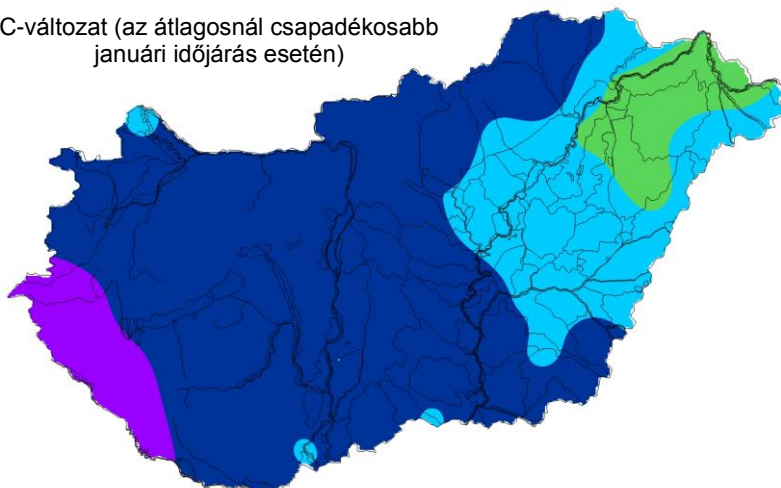 C-változat (az átlagosnál csapadékosabb
januári időjárás esetén)